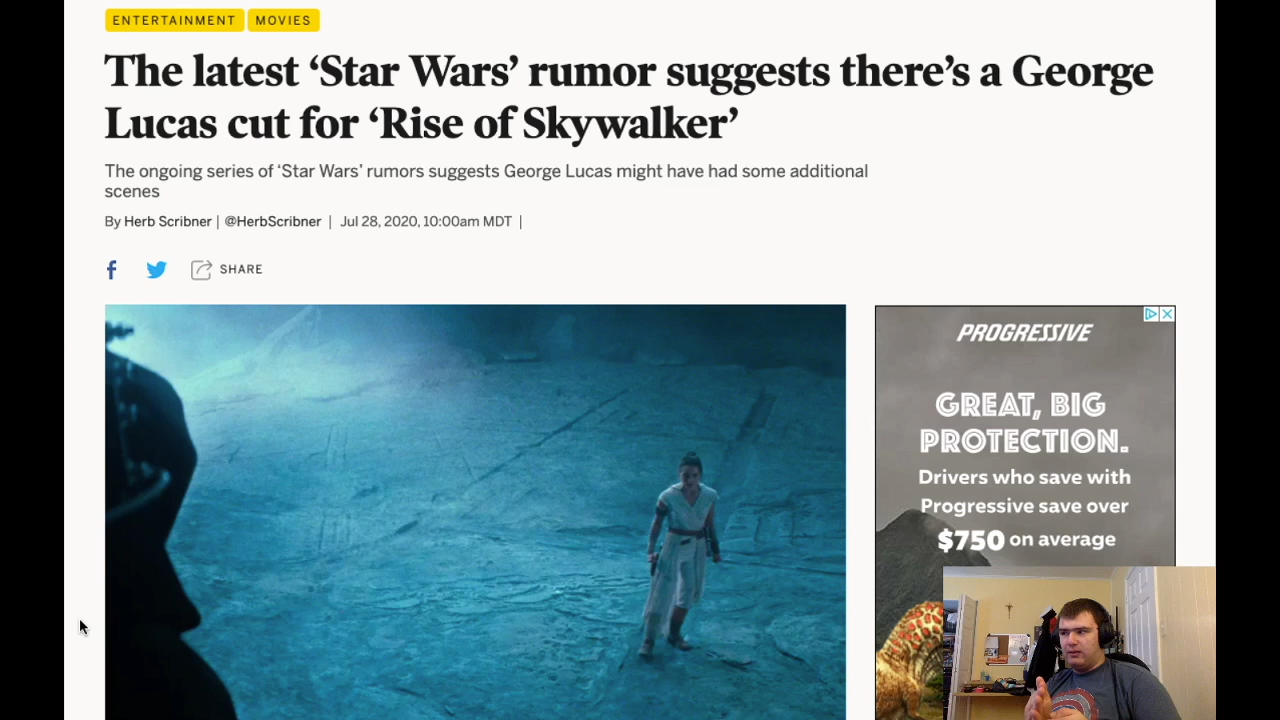 ENTERTAINMENT MOVIES
The latest ‘Star Wars’ rumor suggests there’s a George
Lucas cut for ‘Rise of Skywalker’
The ongoing series of ‘Star Wars’ rumors suggests George Lucas might have had some additional
scenes
By Herb Scribner | @HerbScribner | Jul 28, 2020, 10:00am MDT |
SHARE
PROGRESSIVE
GREAT, BIG
PROTECTION.
Drivers who save with
Progressive save over
$750 on average